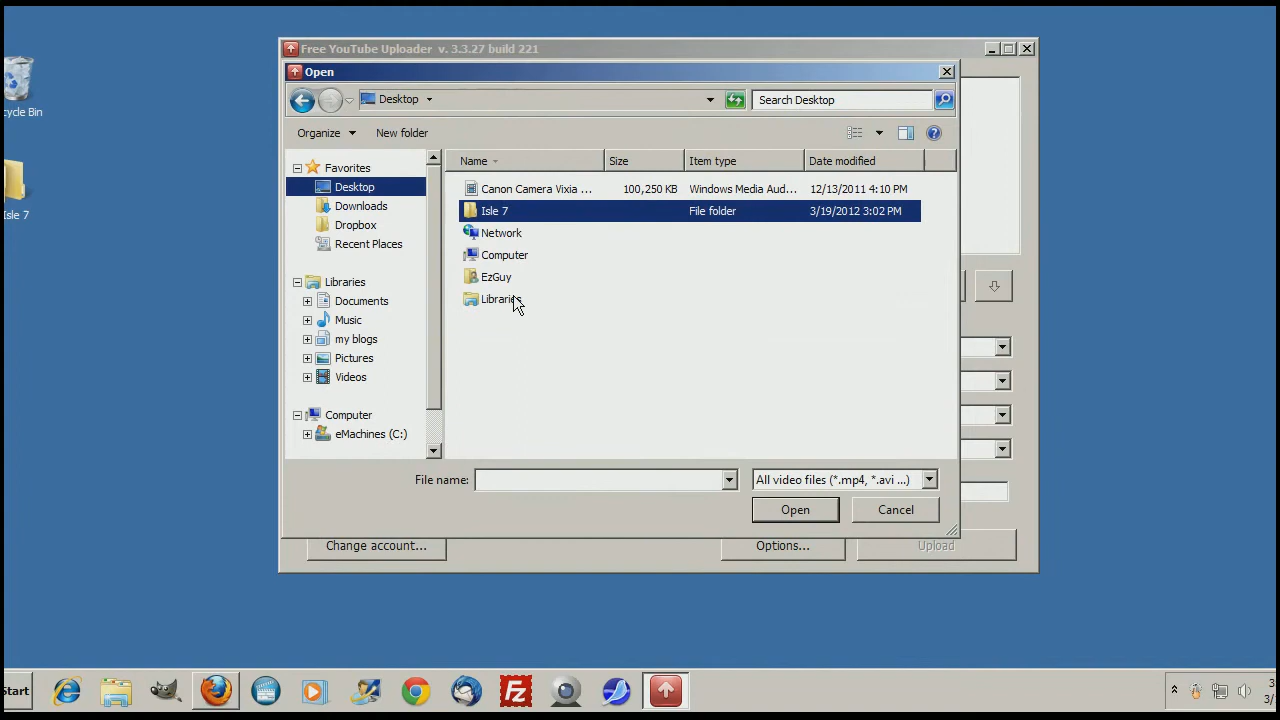 Free YouTube Uploader v. 3.3.27 build 221
Open
Desktop
Search Desktop
Organize
New folder
Name Size Item type Date modified
Favorites
Desktop
Downloads
Dropbox
Recent Places
Libraries
Documents
Music
my blogs
Pictures
Videos
Computer
eMachines (C:)
Canon Camera Vixia ... 100,250 KB Windows Media Aud... 12/13/2011 4:10 PM
Isle 7 File folder 3/19/2012 3:02 PM
Network
Computer
EzGuy
Libraries
File name:
All video files (*.mp4, *.avi ...)
Open
Cancel
Change account...
Options...
Upload
cycle Bin
Isle 7
Start
FZ
3
3/